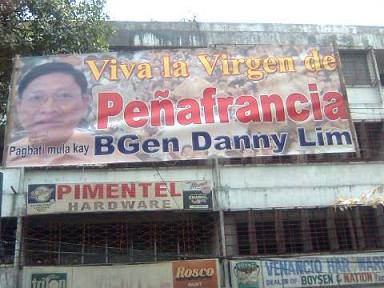 Viva la Virgen de
Peñafrancia
Pagbati mula kay BGen Danny Lim
PIMENTEL
HARDWARE
ROSCO
VENANCIO HARDWARE
DEALER OF BOYSEN & NATION